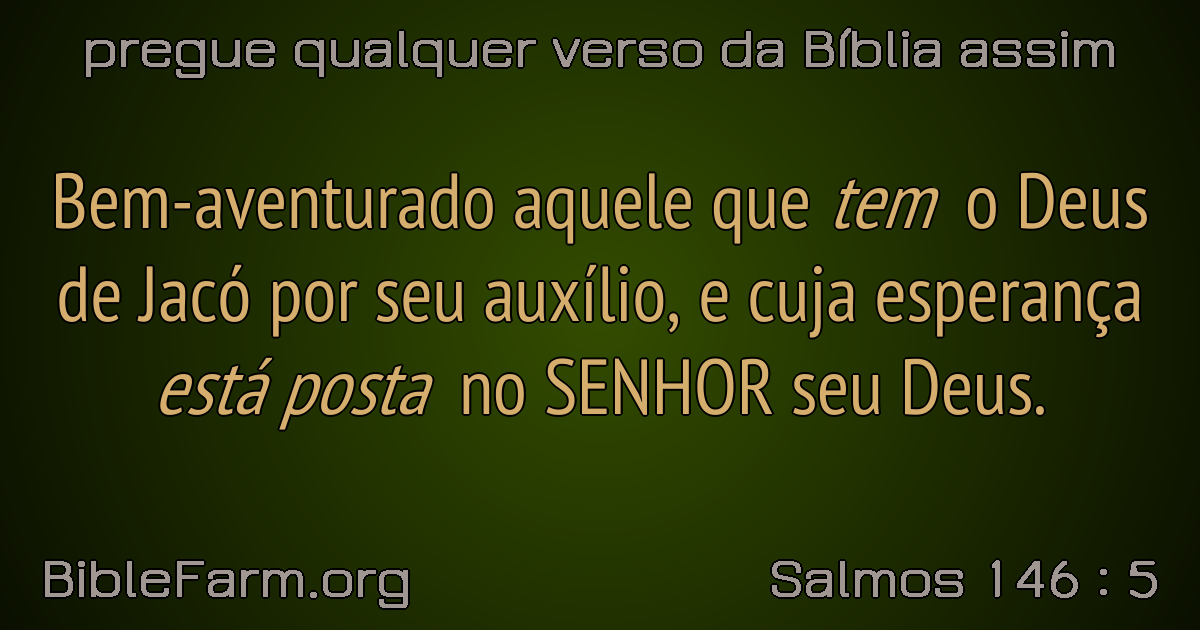 pregue qualquer verso da Bíblia assim
Bem-aventurado aquele que tem o Deus
de Jacó por seu auxílio, e cuja esperança
está posta no SENHOR seu Deus.
BibleFarm.org
Salmos 146 : 5